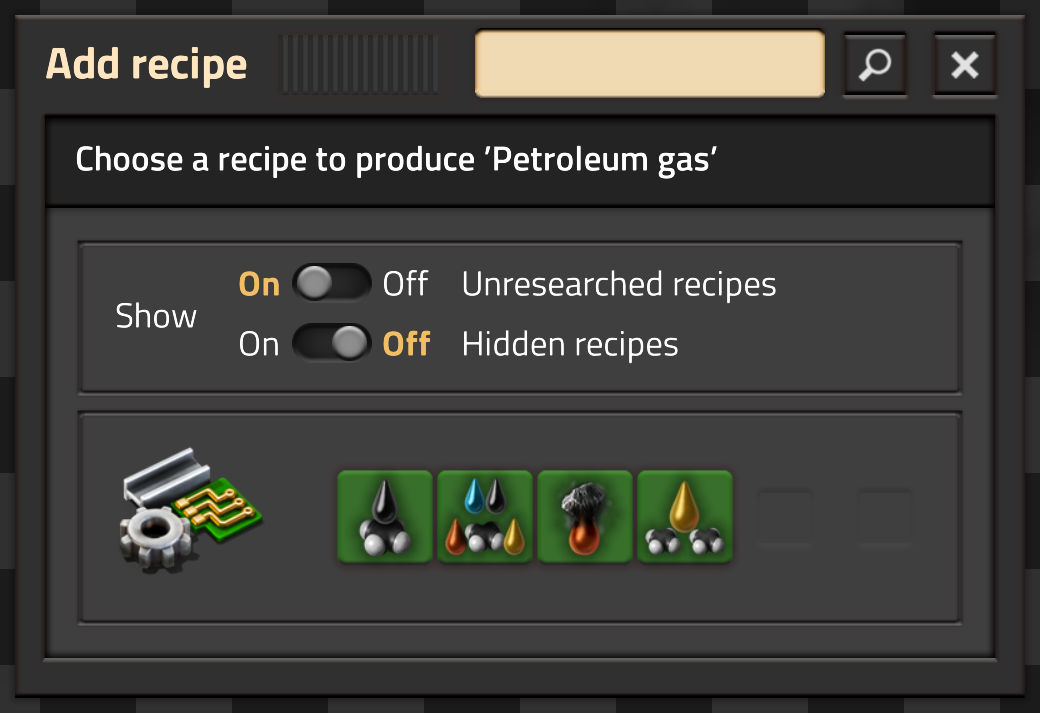 Add recipe
Choose a recipe to produce 'Petroleum gas'
Show
On Off Unresearched recipes
On Off Hidden recipes